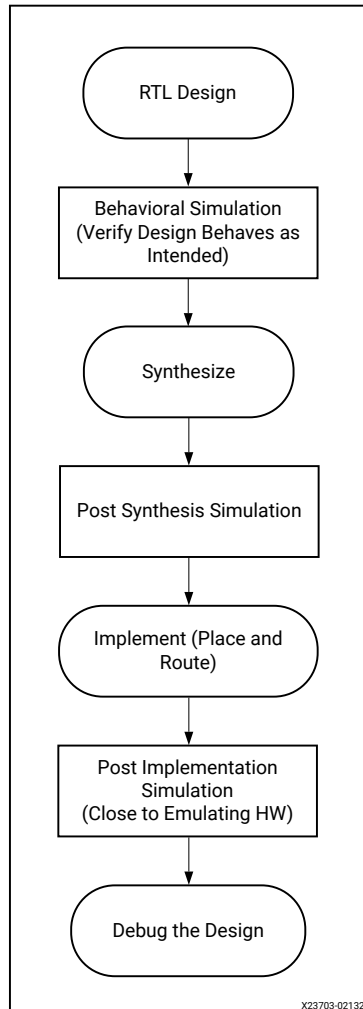 RTL Design
Behavioral Simulation
(Verify Design Behaves as
Intended)
Synthesize
Post Synthesis Simulation
Implement (Place and
Route)
Post Implementation
Simulation
(Close to Emulating HW)
Debug the Design
X23703-02132